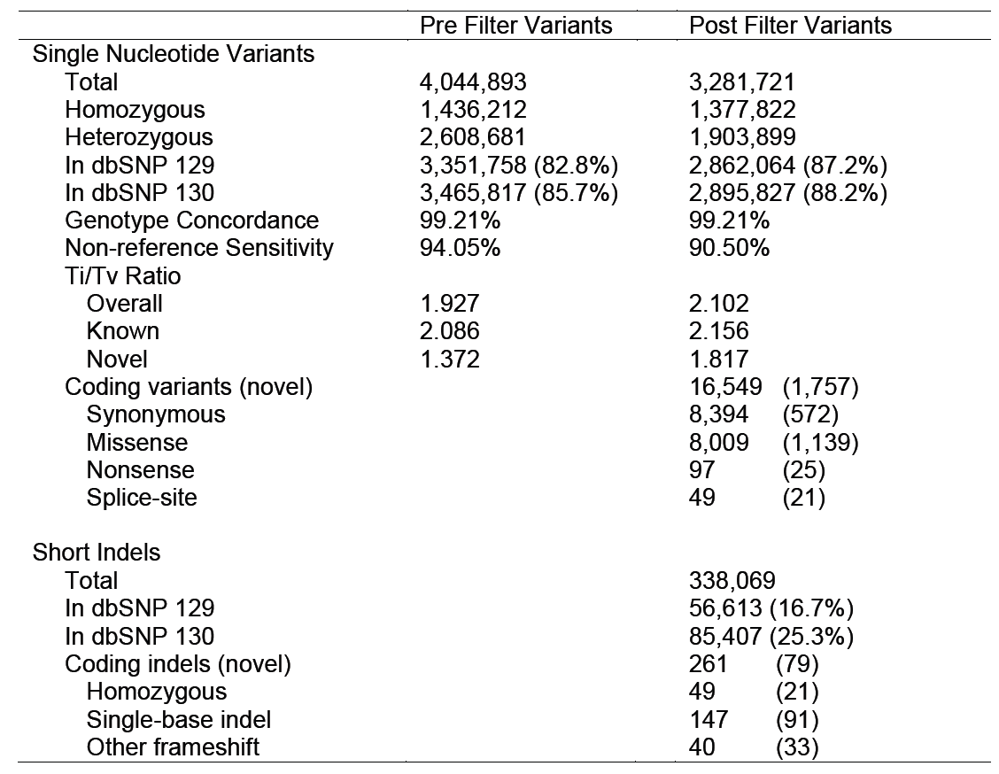 Pre Filter Variants Post Filter Variants
Single Nucleotide Variants
Total 4,044,893 3,281,721
Homozygous 1,436,212 1,377,822
Heterozygous 2,608,681 1,903,899
In dbSNP 129 3,351,758 (82.8%) 2,862,064 (87.2%)
In dbSNP 130 3,465,817 (85.7%) 2,895,827 (88.2%)
Genotype Concordance 99.21% 99.21%
Non-reference Sensitivity 94.05% 90.50%
Ti/Tv Ratio
Overall 1.927 2.102
Known 2.086 2.156
Novel 1.372 1.817
Coding variants (novel) 16,549 (1,757)
Synonymous 8,394 (572)
Missense 8,009 (1,139)
Nonsense 97 (25)
Splice-site 49 (21)
Short Indels
Total 338,069
In dbSNP 129 56,613 (16.7%)
In dbSNP 130 85,407 (25.3%)
Coding indels (novel) 261 (79)
Homozygous 49 (21)
Single-base indel 147 (91)
Other frameshift 40 (33)